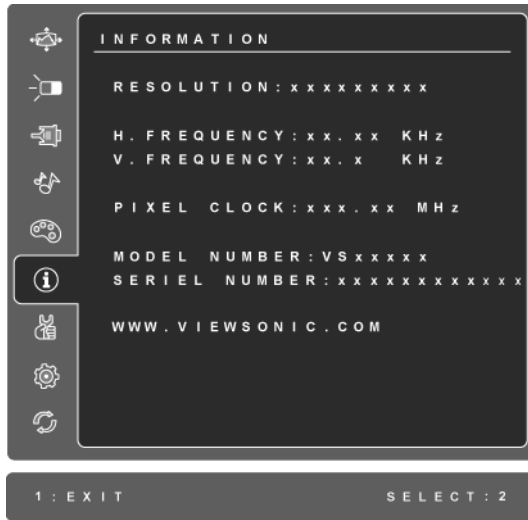 INFORMATION
RESOLUTION:xxxxxxxxx
H. FREQUENCY:xx.xx KHz
V. FREQUENCY:xx.x KHz
PIXEL CLOCK:xxx.xx MHz
MODEL NUMBER:VSxxxxx
SERIEL NUMBER:xxxxxxxxxxxx
WWW.VIEWSONIC.COM
1:EXIT SELECT:2